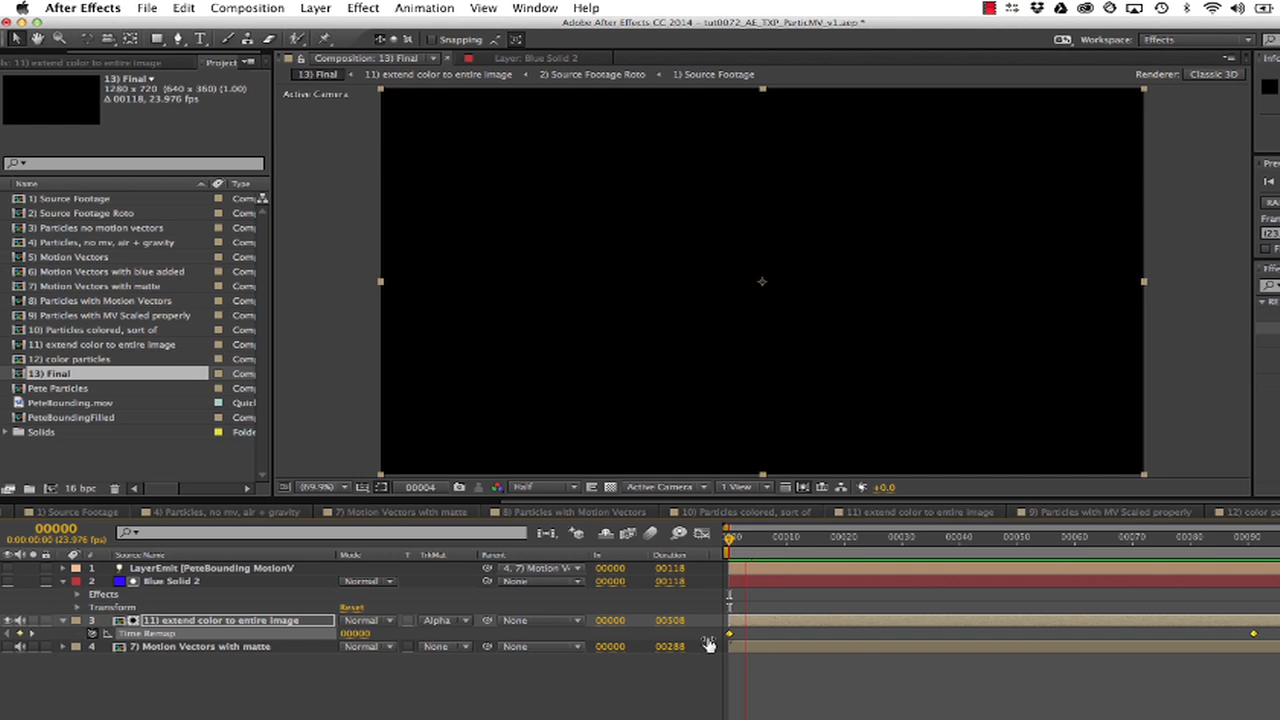 After Effects File Edit Composition Layer Effect Animation View Window Help
Adobe After Effects CC 2014 - tut0072_AE_TXP_ParticMV_v1.aep *
Snapping
Workspace: Effects
ls: 11) extend color to entire image Project
Composition: 13) Final
Layer: Blue Solid 2
13) Final
1280 x 720 (640 x 360) (1.00)
Δ 00118, 23.976 fps
13) Final 11) extend color to entire image 2) Source Footage Roto 1) Source Footage
Renderer: Classic 3D
Active Camera
Name Type
1) Source Footage Com
2) Source Footage Roto Com
3) Particles no motion vectors Com
4) Particles, no mv, air + gravity Com
5) Motion Vectors Com
6) Motion Vectors with blue added Com
7) Motion Vectors with matte Com
8) Particles with Motion Vectors Com
9) Particles with MV Scaled properly Com
10) Particles colored, sort of Com
11) extend color to entire image Com
12) color particles Com
13) Final Com
Pete Particles Com
PeteBounding.mov Quic
PeteBoundingFilled Com
Solids Folde
16 bpc
(69.9%) 00004 Half Active Camera 1 View +0.0
1) Source Footage 4) Particles, no mv, air + gravity 7) Motion Vectors with matte 8) Particles with Motion Vectors 10) Particles colored, sort of 11) extend color to entire image 9) Particles with MV Scaled properly 12) color pa
00000
0:00:00:00 (23.976 fps)
00010 00020 00030 00040 00050 00060 00070 00080 00090
# Source Name Mode T TrkMat Parent In Duration
1 LayerEmit [PeteBounding MotionV 4. 7) Motion V 00000 00118
2 Blue Solid 2 Normal None 00000 00118
Effects
Transform Reset
3 11) extend color to entire image Normal Alpha None 00000 00508
Time Remap 00000
4 7) Motion Vectors with matte Normal None None 00000 00288